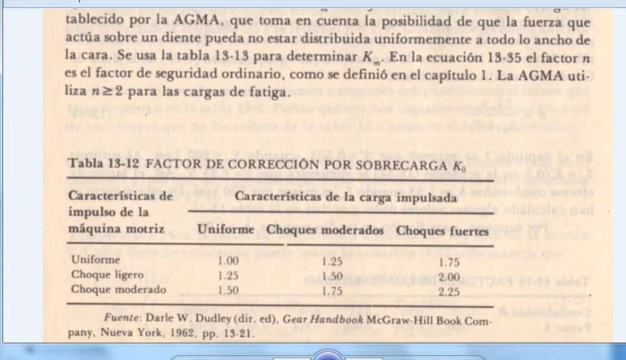 tablecido por la AGMA, que toma en cuenta la posibilidad de que la fuerza que
actúa sobre un diente pueda no estar distribuida uniformemente a todo lo ancho de
la cara. Se usa la tabla 13-13 para determinar Km. En la ecuación 13-35 el factor n
es el factor de seguridad ordinario, como se definió en el capítulo 1. La AGMA uti-
liza n ≥ 2 para las cargas de fatiga.
Tabla 13-12 FACTOR DE CORRECCIÓN POR SOBRECARGA K0
Características de Características de la carga impulsada
impulso de la
máquina motriz Uniforme Choques moderados Choques fuertes
Uniforme 1.00 1.25 1.75
Choque ligero 1.25 1.50 2.00
Choque moderado 1.50 1.75 2.25
Fuente: Darle W. Dudley (dir. ed), Gear Handbook McGraw-Hill Book Com-
pany, Nueva York, 1962, pp. 13-21.